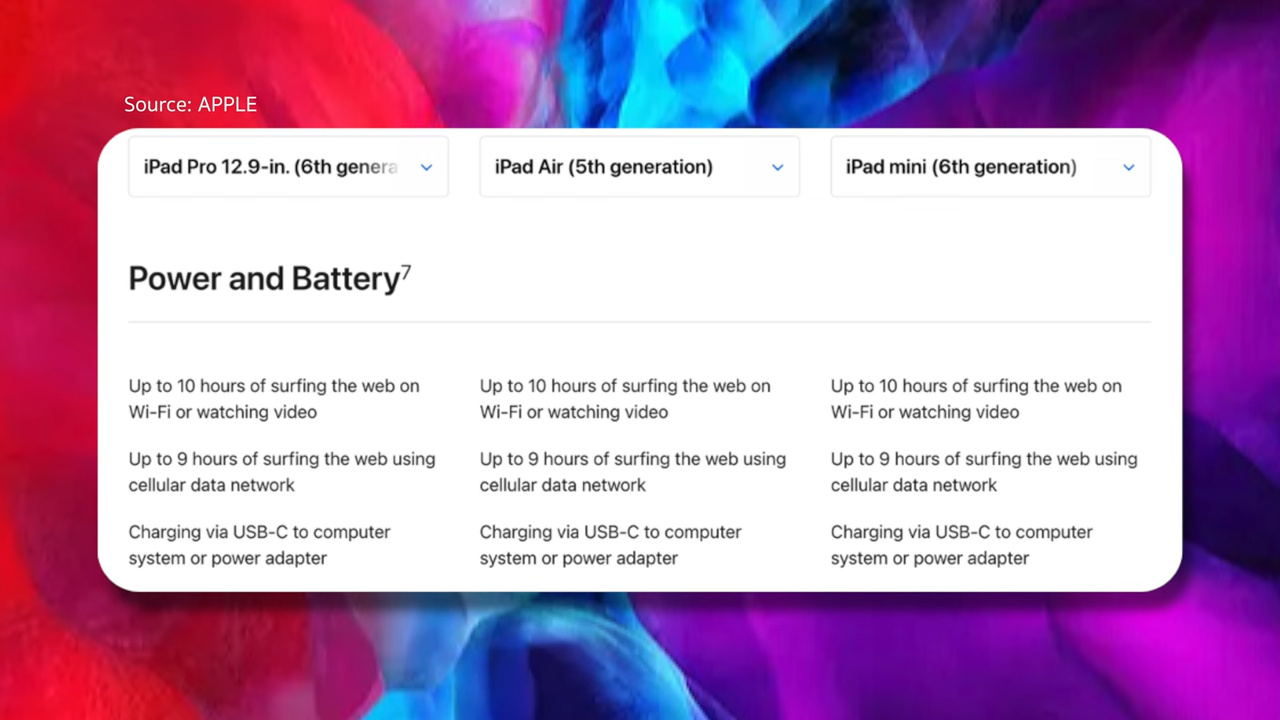 Source: APPLE
iPad Pro 12.9-in. (6th genera
iPad Air (5th generation)
iPad mini (6th generation)
Power and Battery7
Up to 10 hours of surfing the web on
Wi-Fi or watching video
Up to 9 hours of surfing the web using
cellular data network
Charging via USB-C to computer
system or power adapter
Up to 10 hours of surfing the web on
Wi-Fi or watching video
Up to 9 hours of surfing the web using
cellular data network
Charging via USB-C to computer
system or power adapter
Up to 10 hours of surfing the web on
Wi-Fi or watching video
Up to 9 hours of surfing the web using
cellular data network
Charging via USB-C to computer
system or power adapter